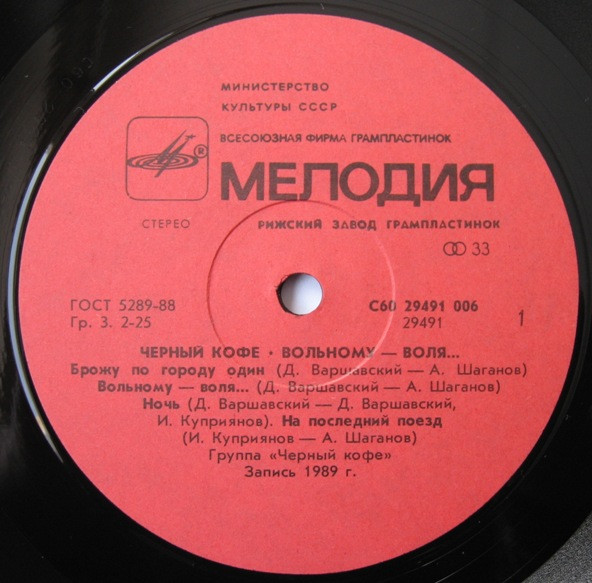 МИНИСТЕРСТВО
КУЛЬТУРЫ СССР
ВСЕСОЮЗНАЯ ФИРМА ГРАМПЛАСТИНОК
®
МЕЛОДИЯ
СТЕРЕО РИЖСКИЙ ЗАВОД ГРАМПЛАСТИНОК
33
ГОСТ 5289-88 С60 29491 006
Гр. 3. 2-25 29491 1
ЧЕРНЫЙ КОФЕ • ВОЛЬНОМУ — ВОЛЯ...
Брожу по городу один (Д. Варшавский — А. Шаганов)
Вольному — воля... (Д. Варшавский — А. Шаганов)
Ночь (Д. Варшавский — Д. Варшавский,
И. Куприянов). На последний поезд
(И. Куприянов — А. Шаганов)
Группа «Черный кофе»
Запись 1989 г.